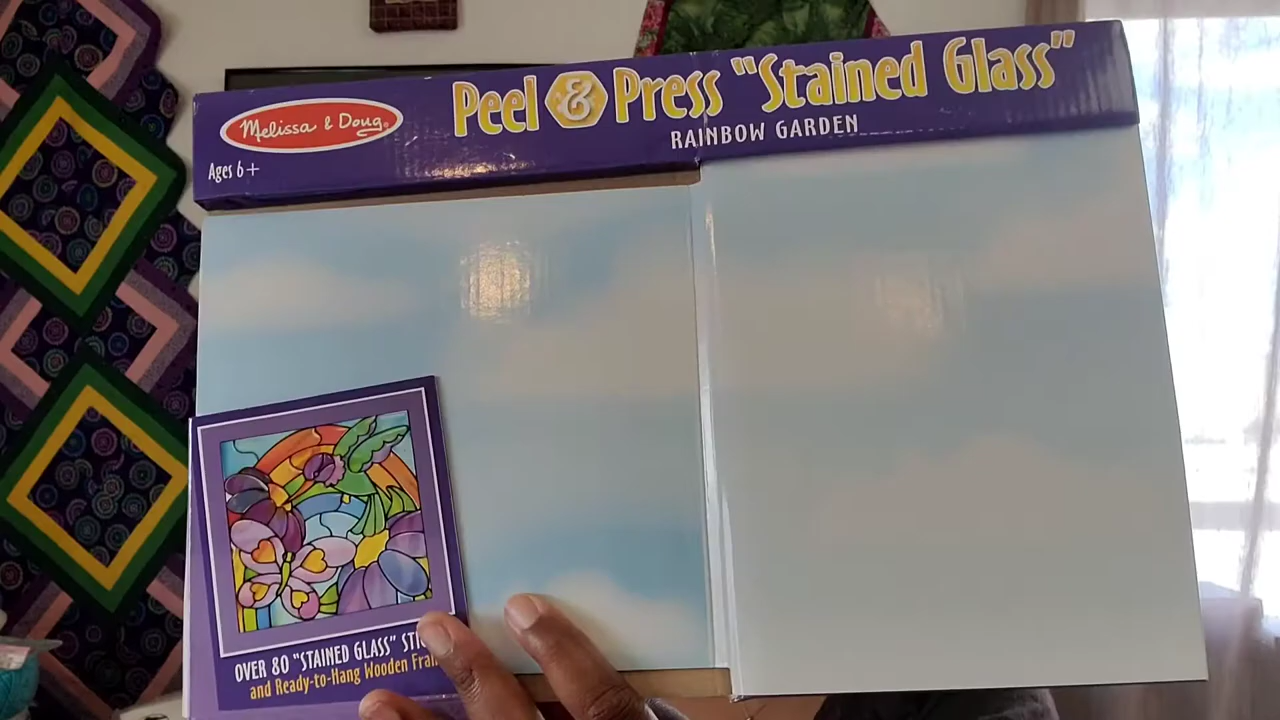 Melissa & Doug®
Ages 6+
Peel & Press "Stained Glass"
RAINBOW GARDEN
OVER 80 "STAINED GLASS"
and Ready-to-Hang Wooden